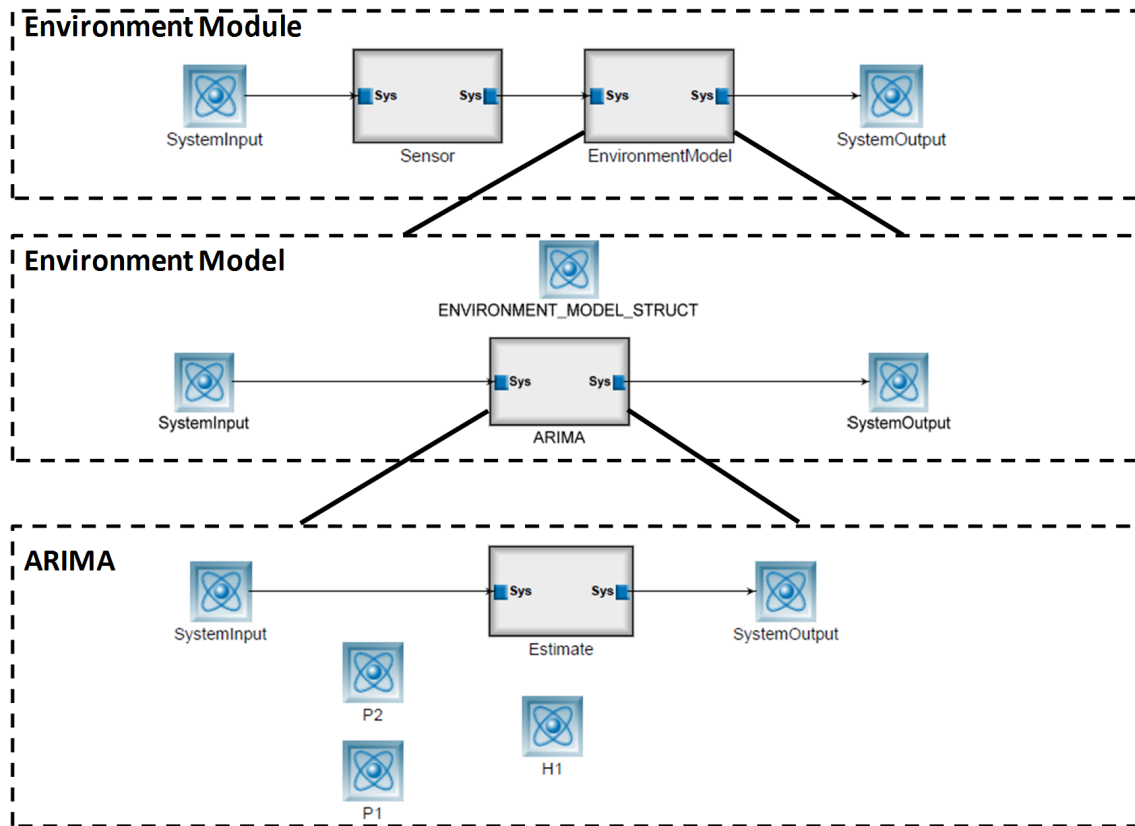 Environment Module
Sys Sys Sys Sys
SystemInput SystemOutput
Sensor EnvironmentModel
Environment Model
ENVIRONMENT_MODEL_STRUCT
Sys Sys
SystemInput SystemOutput
ARIMA
ARIMA
Sys Sys
SystemInput SystemOutput
Estimate
P2
H1
P1